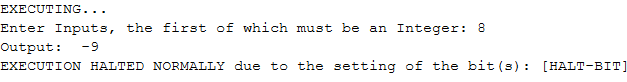 EXECUTING...
Enter Inputs, the first of which must be an Integer: 8
Output:  -9
EXECUTION HALTED NORMALLY due to the setting of the bit(s): [HALT-BIT]